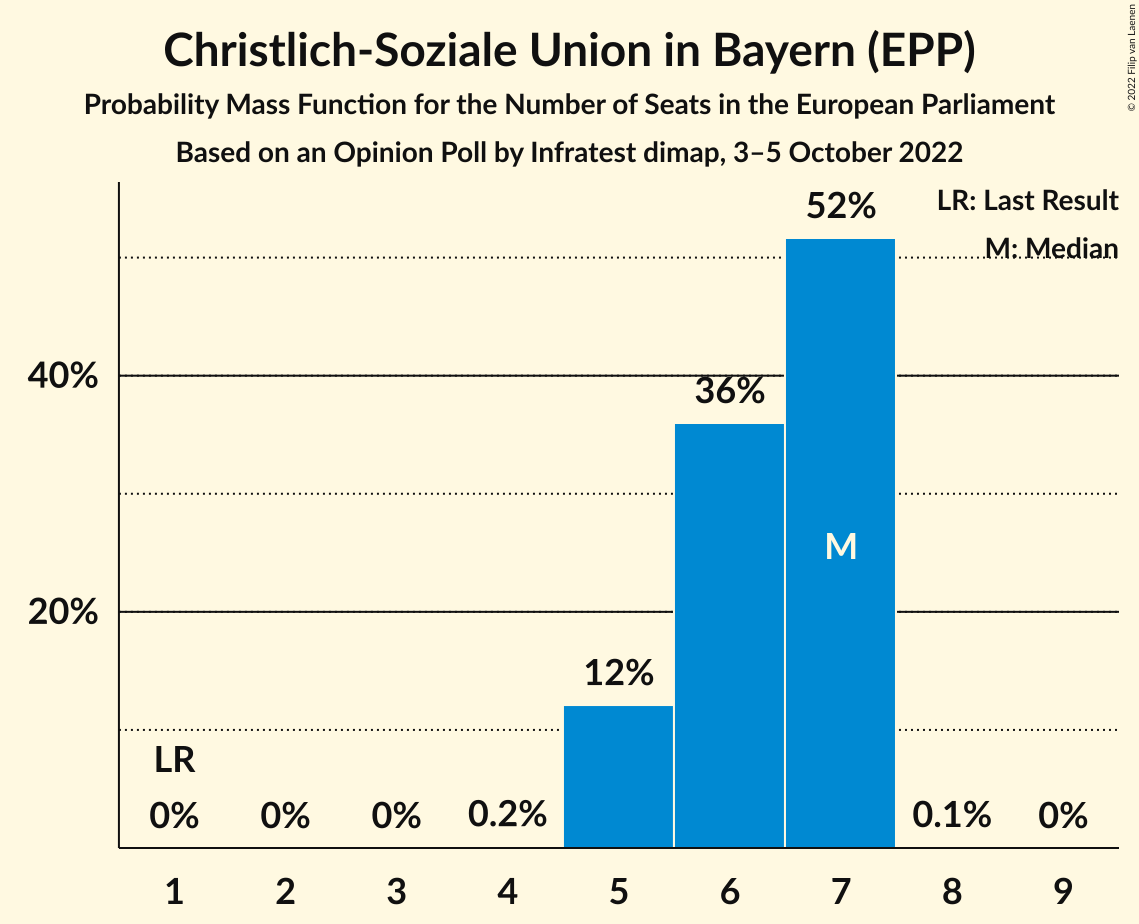 Christlich-Soziale Union in Bayern (EPP)
Probability Mass Function for the Number of Seats in the European Parliament
Based on an Opinion Poll by Infratest dimap, 3–5 October 2022
© 2022 Filip van Laenen
LR: Last Result
M: Median
52%
40%
36%
M
20%
12%
LR
0% 0% 0% 0.2% 0.1% 0%
1 2 3 4 5 6 7 8 9